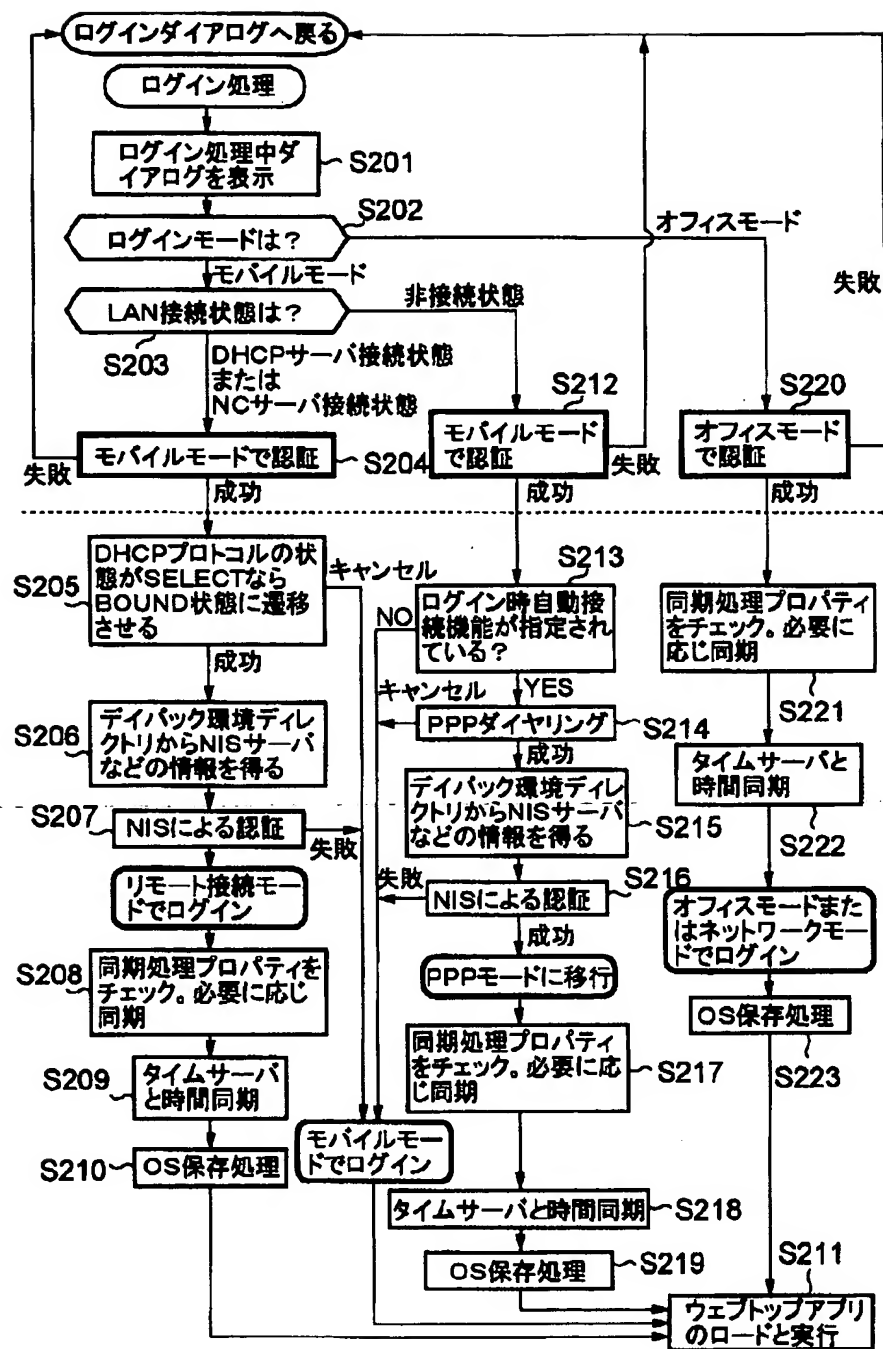 ログインダイアログへ戻る
ログイン処理
ログイン処理中ダ
イアログを表示
S201
S202
ログインモードは?
オフィスモード
モバイルモード
失敗
LAN接続状態は?
非接続状態
S203
DHCPサーバ接続状態
または
NCサーバ接続状態
S212
S220
モバイルモードで認証
S204
失敗
成功
モバイルモード
で認証
失敗
成功
オフィスモード
で認証
成功
S205
DHCPプロトコルの状
態がSELECTなら
BOUND状態に遷移
させる
キャンセル
成功
S213
ログイン時自動接
続機能が指定され
ている?
NO
YES
同期処理プロパティ
をチェック。必要に
応じ同期
S221
キャンセル
PPPダイヤリング
S214
成功
S206
デイパック環境ディレ
クトリからNISサーバ
などの情報を得る
タイムサーバと
時間同期
S222
デイパック環境ディレ
クトリからNISサーバ
などの情報を得る
S215
S207
NISによる認証
失敗
失敗
NISによる認証
S216
成功
リモート接続モー
ドでログイン
オフィスモードまた
はネットワークモー
ドでログイン
PPPモードに移行
S208
同期処理プロパティを
チェック。必要に応じ
同期
OS保存処理
S223
同期処理プロパティ
をチェック。必要に応
じ同期
S217
S209
タイムサーバ
と時間同期
モバイルモー
ドでログイン
S210
OS保存処理
タイムサーバと時間同期
S218
OS保存処理
S219
S211
ウェブトップアプリ
のロードと実行